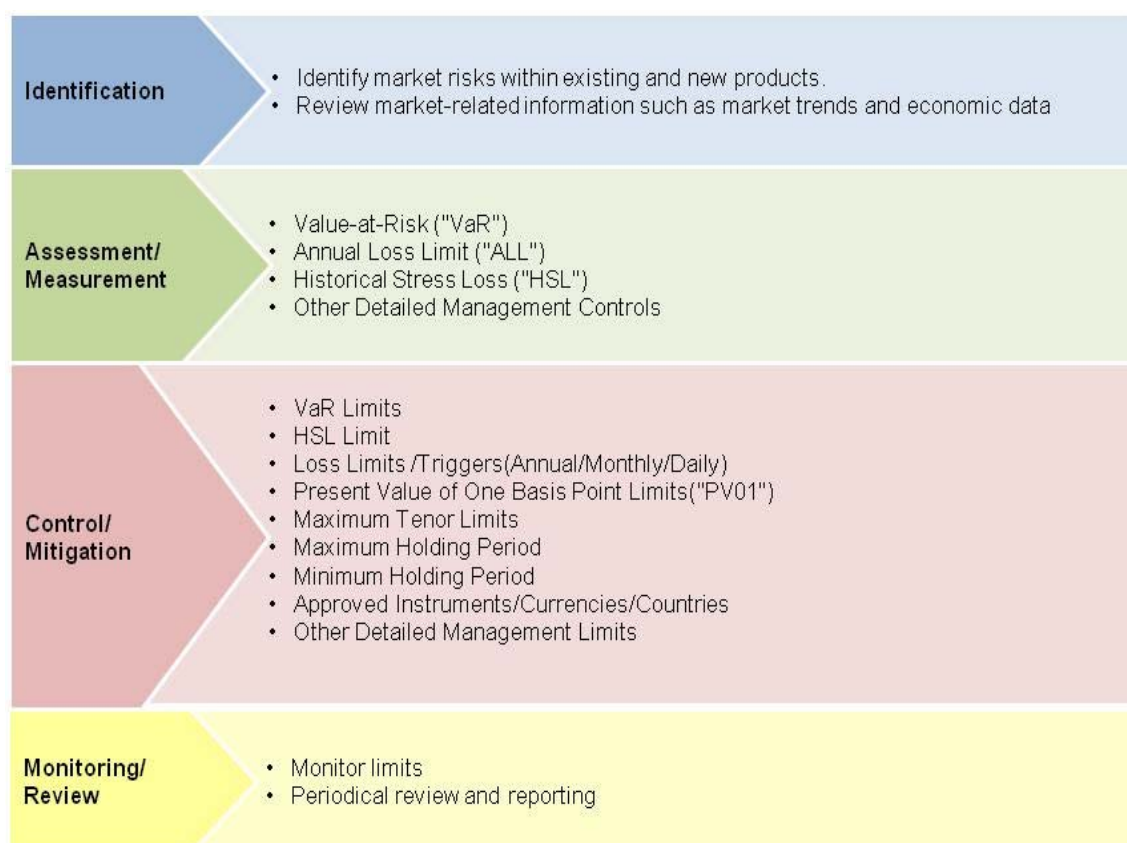 Identification
• Identify market risks within existing and new products.
• Review market-related information such as market trends and economic data
Assessment/
Measurement
• Value-at-Risk ("VaR")
• Annual Loss Limit ("ALL")
• Historical Stress Loss ("HSL")
• Other Detailed Management Controls
Control/
Mitigation
• VaR Limits
• HSL Limit
• Loss Limits /Triggers(Annual/Monthly/Daily)
• Present Value of One Basis Point Limits("PV01")
• Maximum Tenor Limits
• Maximum Holding Period
• Minimum Holding Period
• Approved Instruments/Currencies/Countries
• Other Detailed Management Limits
Monitoring/
Review
• Monitor limits
• Periodical review and reporting